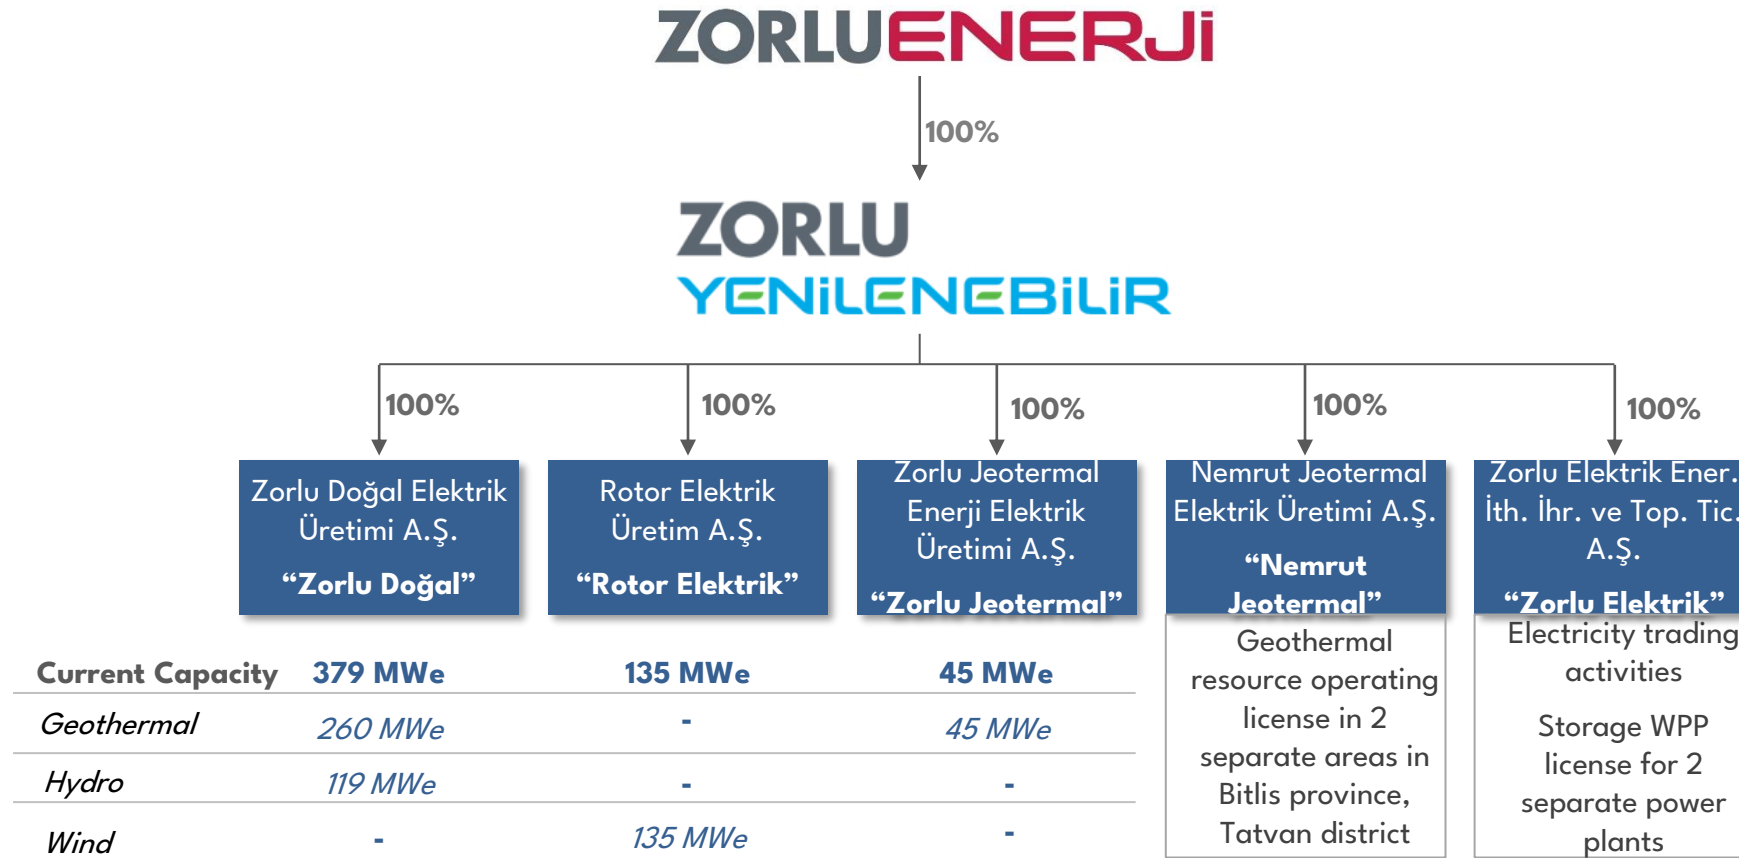 ZORLUENERJİ
100%
ZORLU
YENİLENEBİLİR
100%
100%
100%
100%
100%
Zorlu Doğal Elektrik
Üretimi A.Ş.
“Zorlu Doğal”
Rotor Elektrik
Üretim A.Ş.
“Rotor Elektrik”
Zorlu Jeotermal
Enerji Elektrik
Üretimi A.Ş.
“Zorlu Jeotermal”
Nemrut Jeotermal
Elektrik Üretimi A.Ş.
“Nemrut
Jeotermal”
Zorlu Elektrik Ener.
İth. İhr. ve Top. Tic.
A.Ş.
“Zorlu Elektrik”
Geothermal
resource operating
license in 2
separate areas in
Bitlis province,
Tatvan district
Electricity trading
activities
Storage WPP
license for 2
separate power
plants
Current Capacity 379 MWe 135 MWe 45 MWe
Geothermal 260 MWe - 45 MWe
Hydro 119 MWe - -
Wind - 135 MWe -